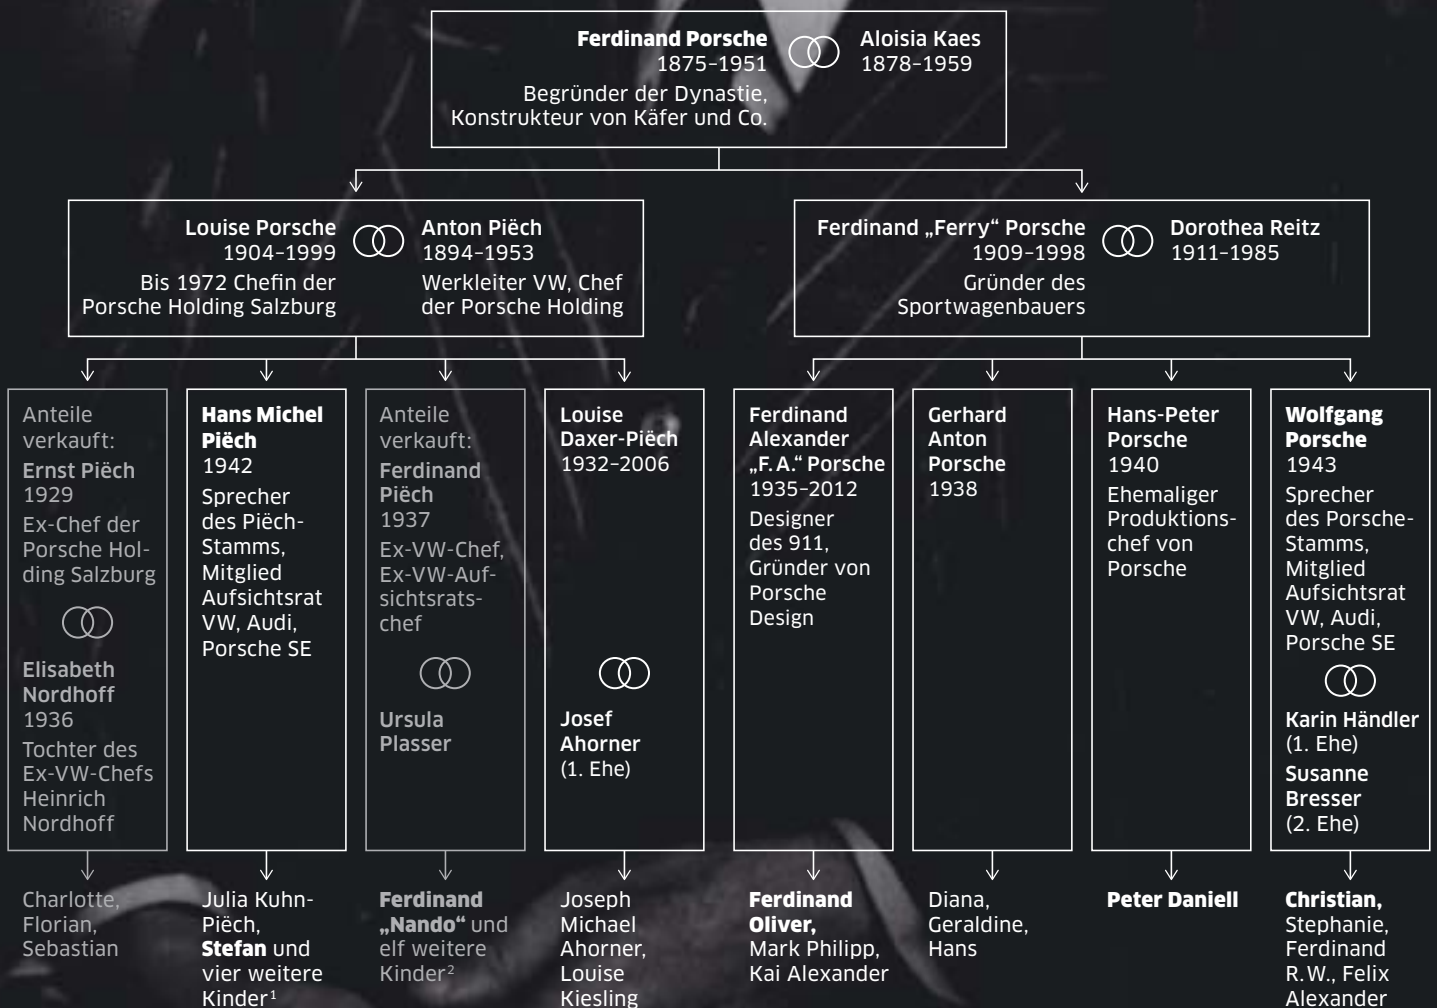 Ferdinand Porsche
1875–1951
Begründer der Dynastie,
Konstrukteur von Käfer und Co.
Aloisia Kaes
1878–1959
Louise Porsche
1904–1999
Bis 1972 Chefin der
Porsche Holding Salzburg
Anton Piëch
1894–1953
Werkleiter VW, Chef
der Porsche Holding
Ferdinand „Ferry“ Porsche
1909–1998
Gründer des
Sportwagenbauers
Dorothea Reitz
1911–1985
Anteile
verkauft:
Ernst Piëch
1929
Ex-Chef der
Porsche Hol-
ding Salzburg
Elisabeth
Nordhoff
1936
Tochter des
Ex-VW-Chefs
Heinrich
Nordhoff
Charlotte,
Florian,
Sebastian
Hans Michel
Piëch
1942
Sprecher
des Piëch-
Stamms,
Mitglied
Aufsichtsrat
VW, Audi,
Porsche SE
Julia Kuhn-
Piëch,
Stefan und
vier weitere
Kinder¹
Anteile
verkauft:
Ferdinand
Piëch
1937
Ex-VW-Chef,
Ex-VW-Auf-
sichtsrats-
chef
Ursula
Plasser
Ferdinand
„Nando“ und
elf weitere
Kinder²
Louise
Daxer-Piëch
1932–2006
Josef
Ahorner
(1. Ehe)
Joseph
Michael
Ahorner,
Louise
Kiesling
Ferdinand
Alexander
„F. A.“ Porsche
1935–2012
Designer
des 911,
Gründer von
Porsche
Design
Ferdinand
Oliver,
Mark Philipp,
Kai Alexander
Gerhard
Anton
Porsche
1938
Diana,
Geraldine,
Hans
Hans-Peter
Porsche
1940
Ehemaliger
Produktions-
chef von
Porsche
Peter Daniell
Wolfgang
Porsche
1943
Sprecher
des Porsche-
Stamms,
Mitglied
Aufsichtsrat
VW, Audi,
Porsche SE
Karin Händler
(1. Ehe)
Susanne
Bresser
(2. Ehe)
Christian,
Stephanie,
Ferdinand
R.W., Felix
Alexander